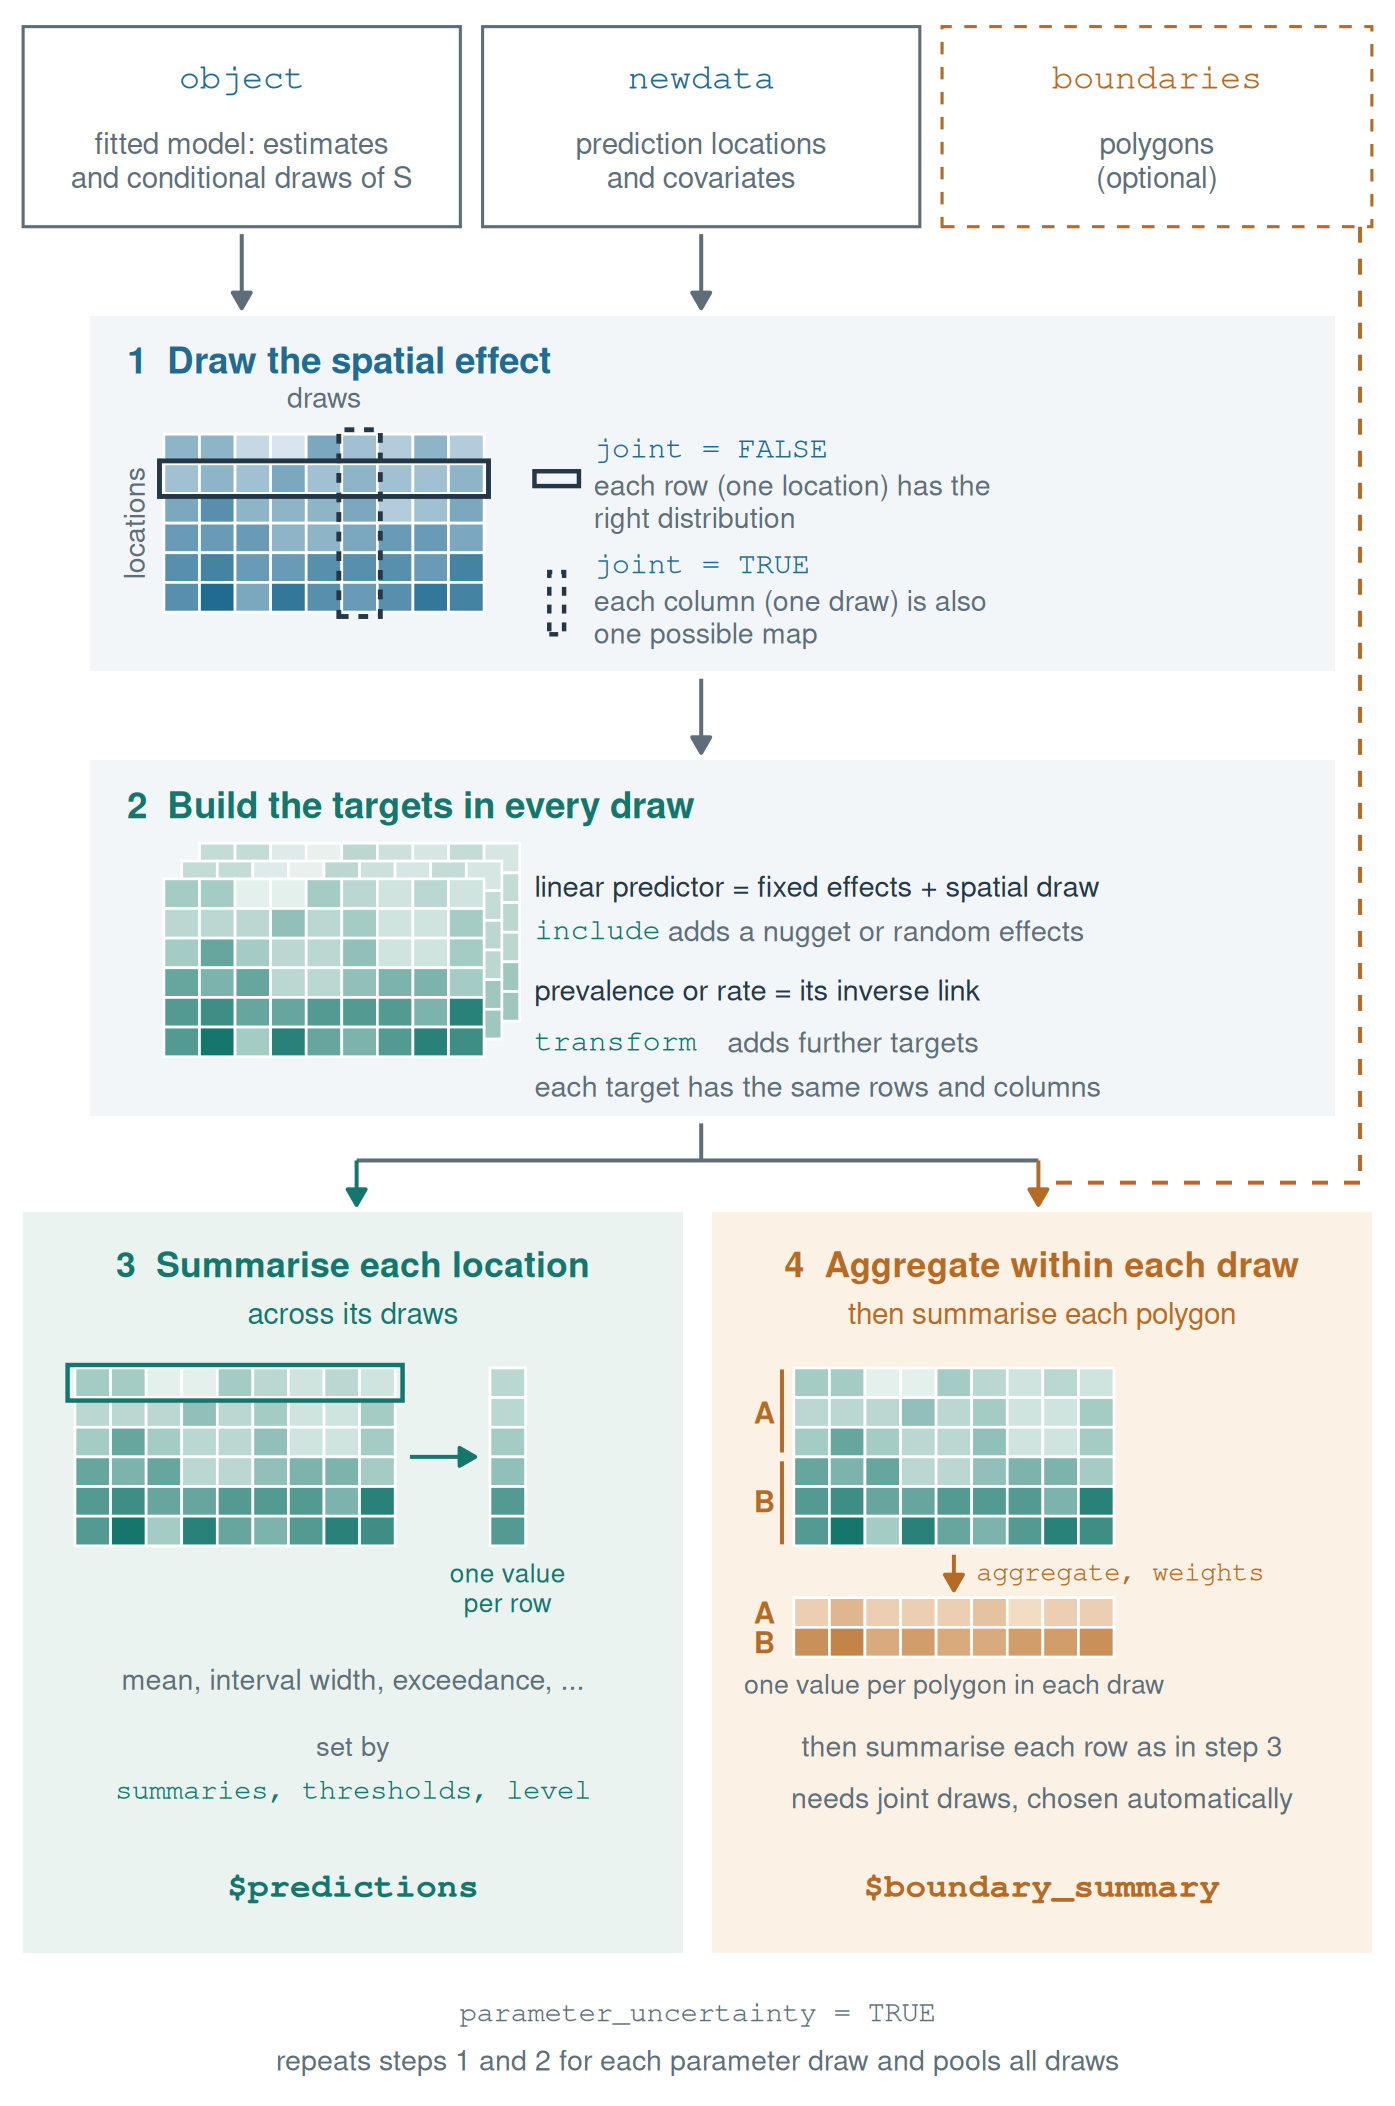 object
fitted model: estimates
and conditional draws of S
newdata
prediction locations
and covariates
boundaries
polygons
(optional)
1 Draw the spatial effect
draws
locations
joint = FALSE
each row (one location) has the
right distribution
joint = TRUE
each column (one draw) is also
one possible map
2 Build the targets in every draw
linear predictor = fixed effects + spatial draw
include adds a nugget or random effects
prevalence or rate = its inverse link
transform adds further targets
each target has the same rows and columns
3 Summarise each location
across its draws
one value
per row
mean, interval width, exceedance, ...
set by
summaries, thresholds, level
$predictions
4 Aggregate within each draw
then summarise each polygon
A
B
aggregate, weights
A
B
one value per polygon in each draw
then summarise each row as in step 3
needs joint draws, chosen automatically
$boundary_summary
parameter_uncertainty = TRUE
repeats steps 1 and 2 for each parameter draw and pools all draws